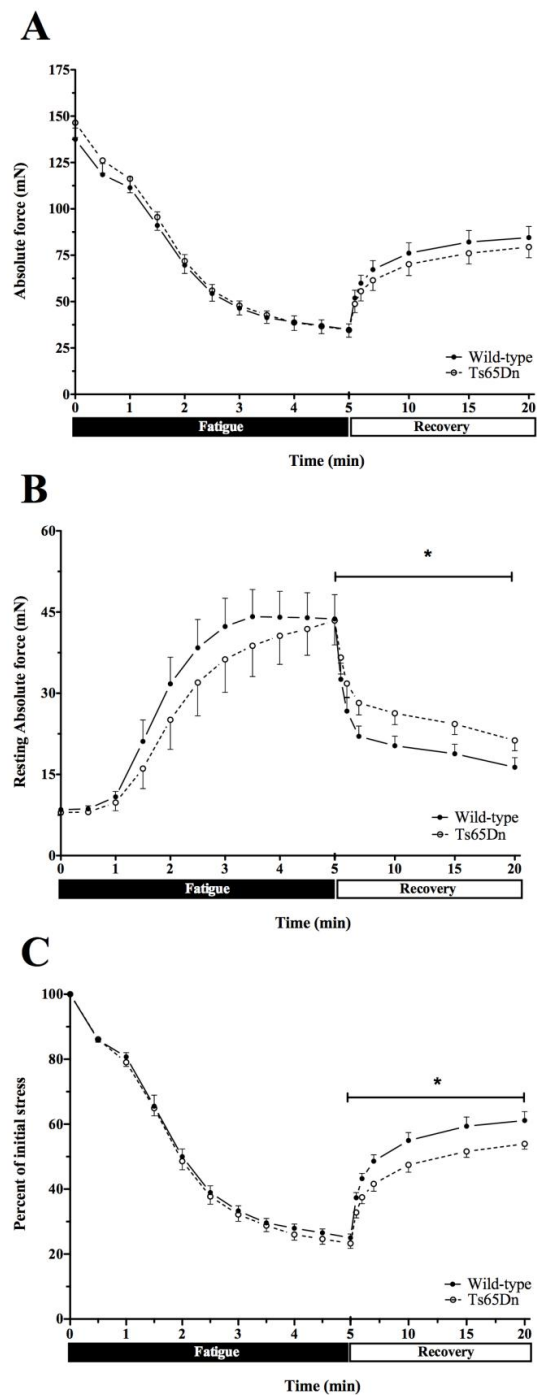 A
175
150
125
100
75
50
25
0
Absolute force (mN)
Wild-type
Ts65Dn
0 1 2 3 4 5 10 15 20
Fatigue Recovery
Time (min)
B
60
45
30
15
0
Resting Absolute force (mN)
*
Wild-type
Ts65Dn
0 1 2 3 4 5 10 15 20
Fatigue Recovery
Time (min)
C
100
80
60
40
20
0
Percent of initial stress
*
Wild-type
Ts65Dn
0 1 2 3 4 5 10 15 20
Fatigue Recovery
Time (min)